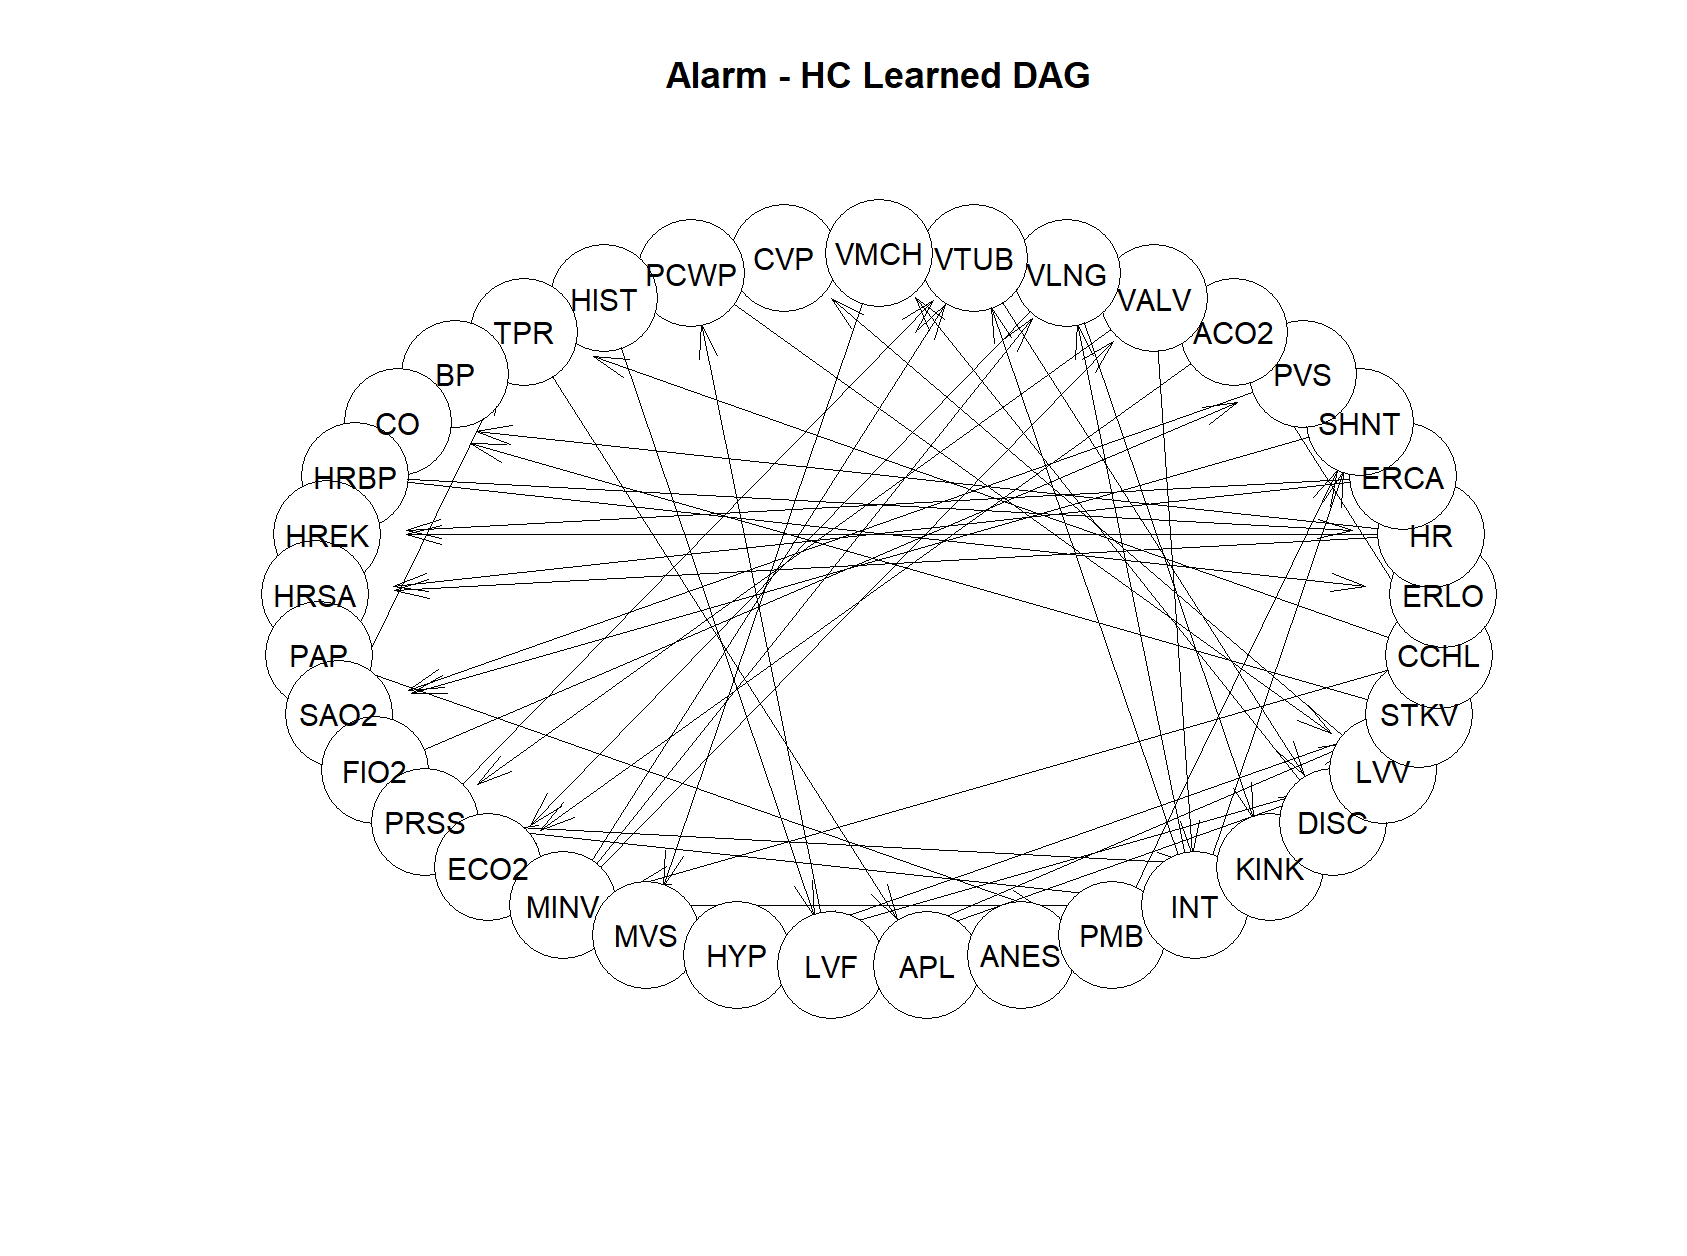 Alarm - HC Learned DAG
CVP
VMCH
VTUB
VLNG
VALV
ACO2
PVS
SHNT
ERCA
HR
ERLO
CCHL
STKV
LVV
DISC
KINK
INT
PMB
ANES
APL
LVF
HYP
MVS
MINV
ECO2
PRSS
FIO2
SAO2
PAP
HRSA
HREK
HRBP
CO
BP
TPR
HIST
PCWP